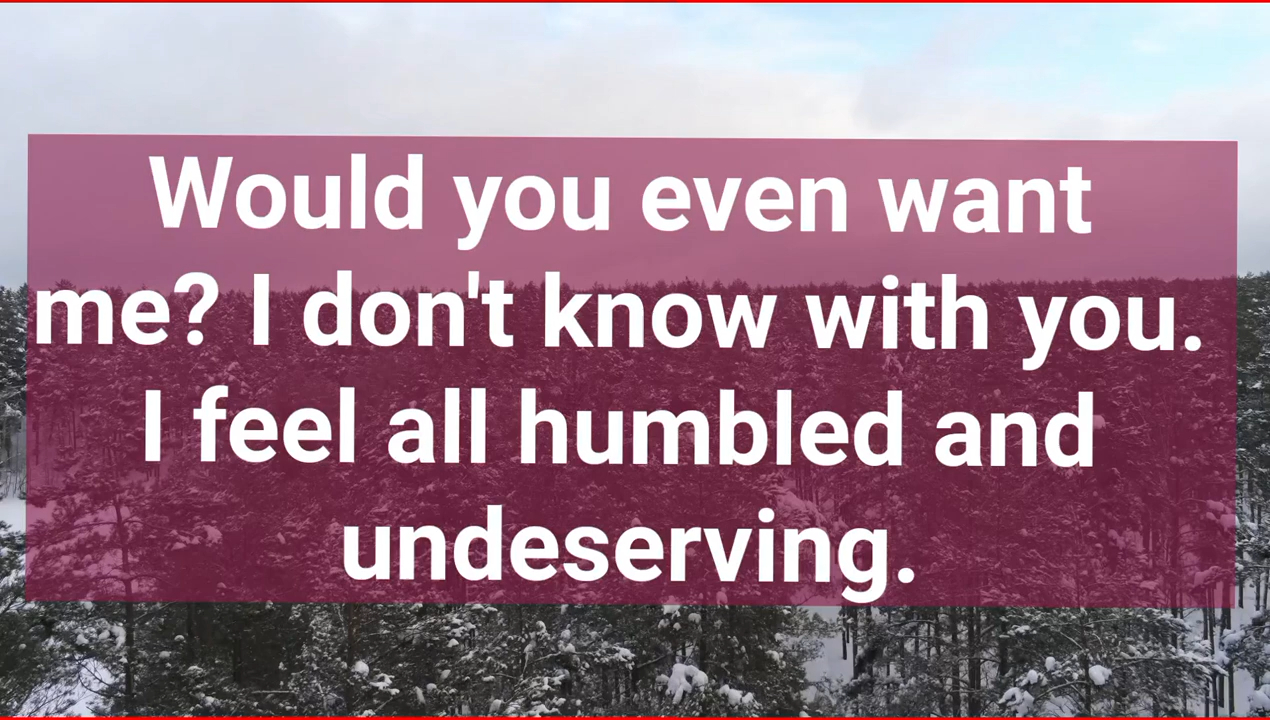 Would you even want
me? I don't know with you.
I feel all humbled and
undeserving.